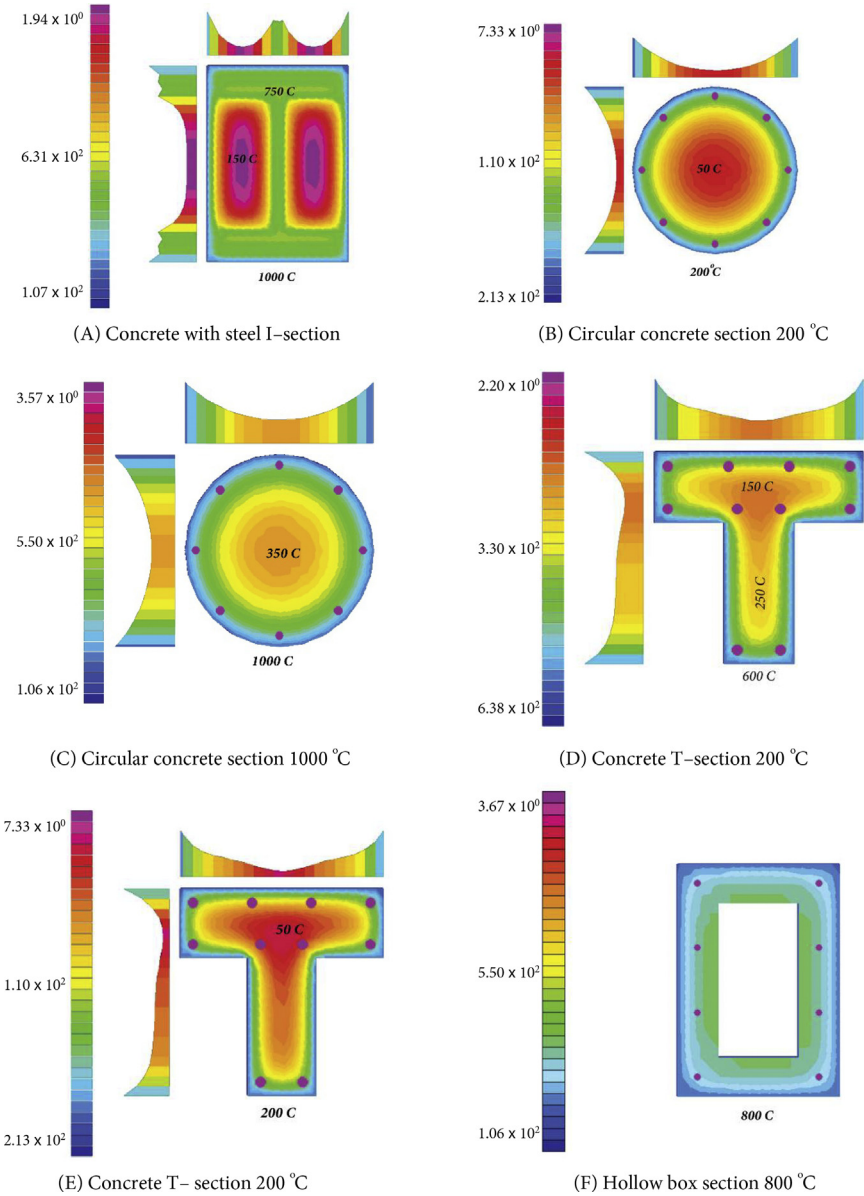 1.94 x 10⁰
6.31 x 10²
1.07 x 10²
750 C
150 C
1000 C
(A) Concrete with steel I–section
7.33 x 10⁰
1.10 x 10²
2.13 x 10²
50 C
200°C
(B) Circular concrete section 200 °C
3.57 x 10⁰
5.50 x 10²
1.06 x 10²
350 C
1000 C
(C) Circular concrete section 1000 °C
2.20 x 10⁰
3.30 x 10²
6.38 x 10²
150 C
250 C
600 C
(D) Concrete T–section 200 °C
7.33 x 10⁰
1.10 x 10²
2.13 x 10²
50 C
200 C
(E) Concrete T– section 200 °C
3.67 x 10⁰
5.50 x 10²
1.06 x 10²
800 C
(F) Hollow box section 800 °C